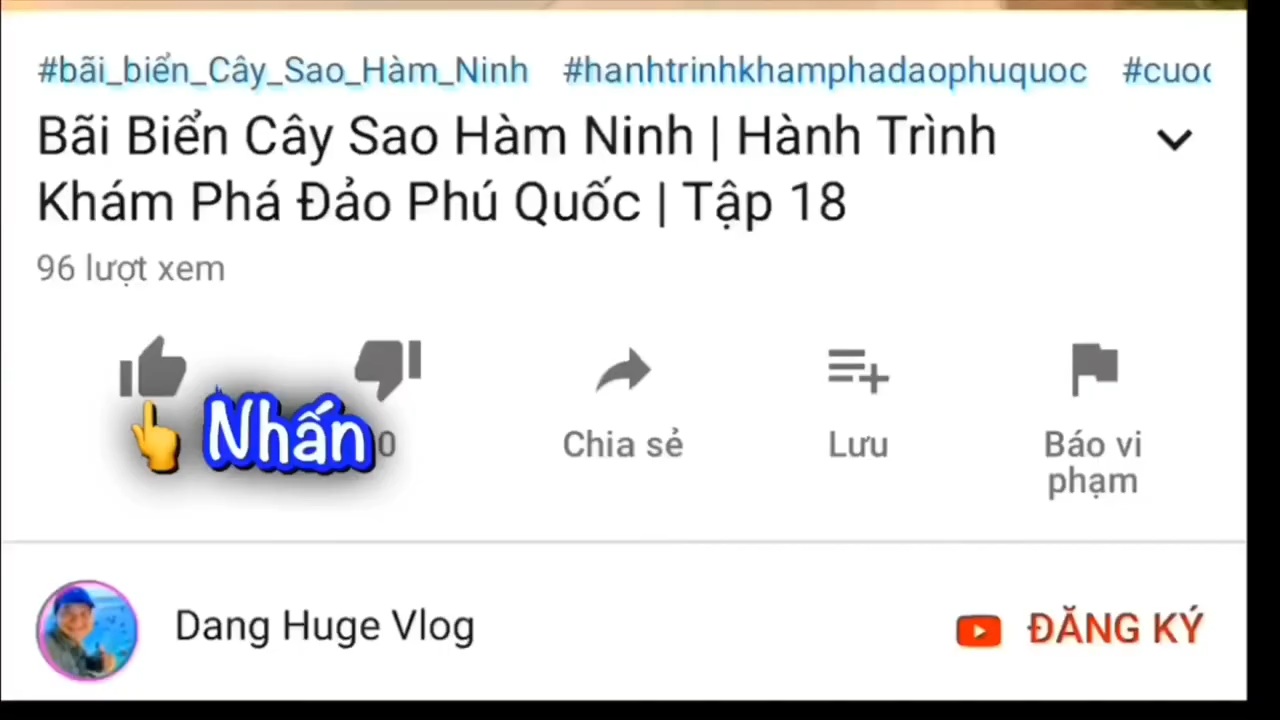 #bãi_biển_Cây_Sao_Hàm_Ninh #hanhtrinhkhamphadaophuquoc
Bãi Biển Cây Sao Hàm Ninh | Hành Trình
Khám Phá Đảo Phú Quốc | Tập 18
96 lượt xem
Nhấn 0 Chia sẻ Lưu Báo vi
phạm
Dang Huge Vlog ĐĂNG KÝ